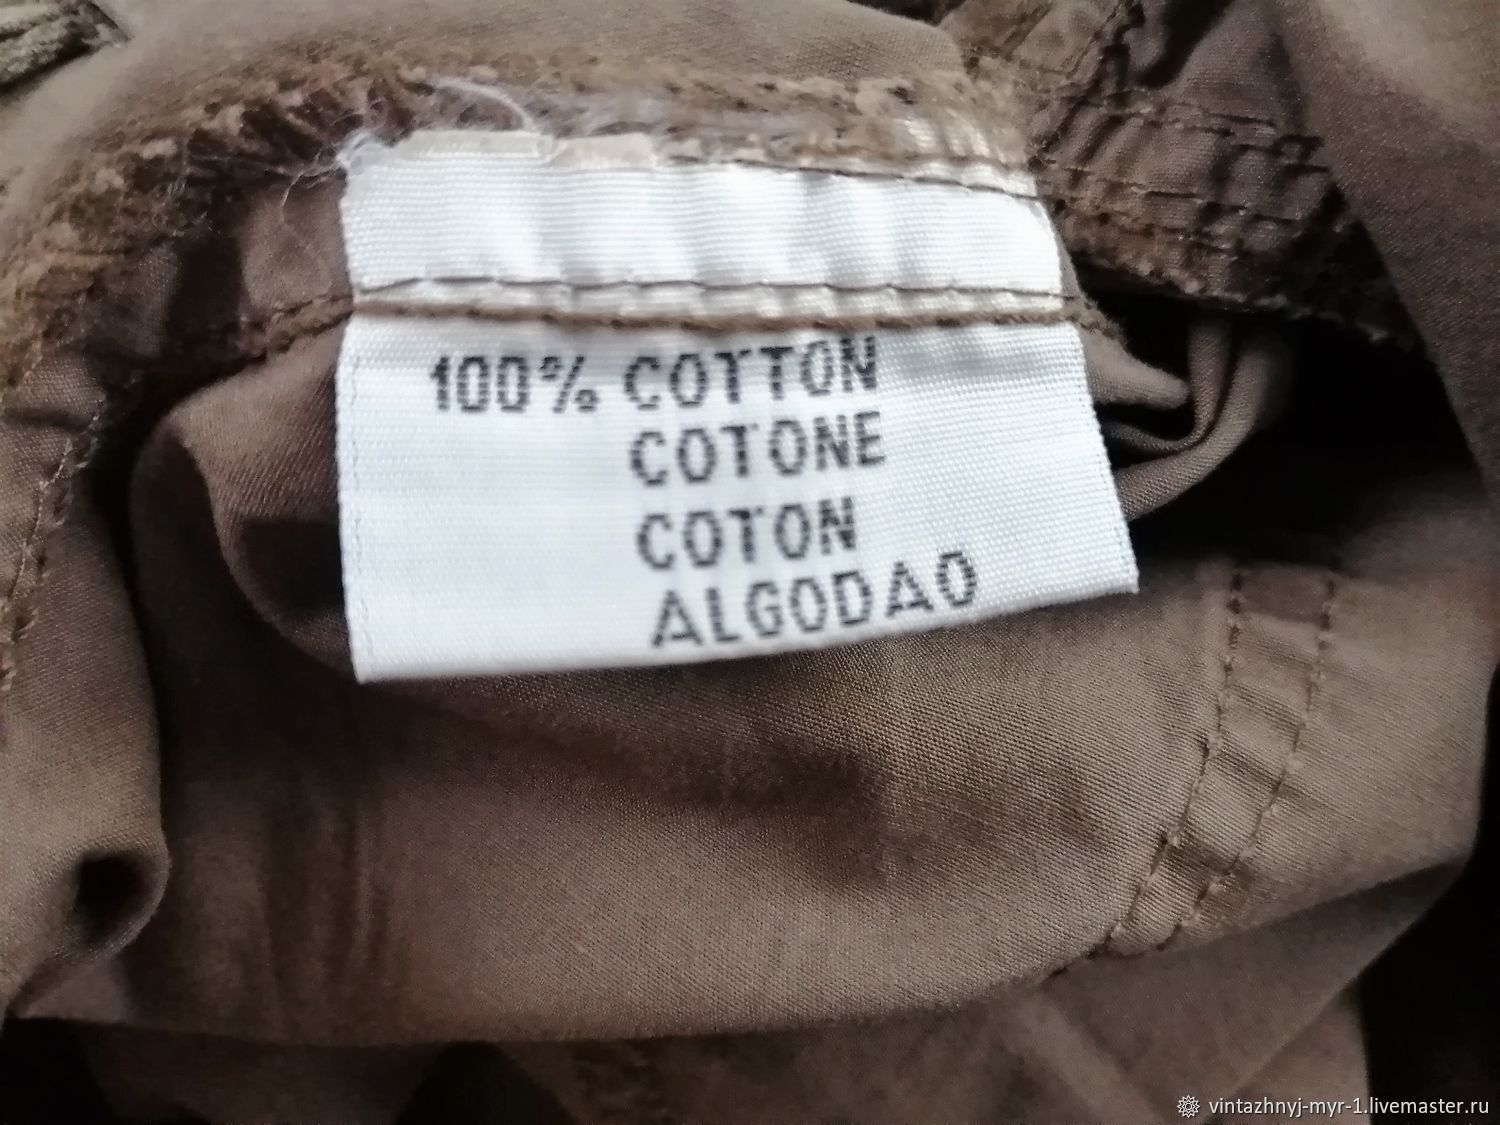 100% COTTON
COTONE
COTON
ALGODAO
vintazhnyj-myr-1.livemaster.ru